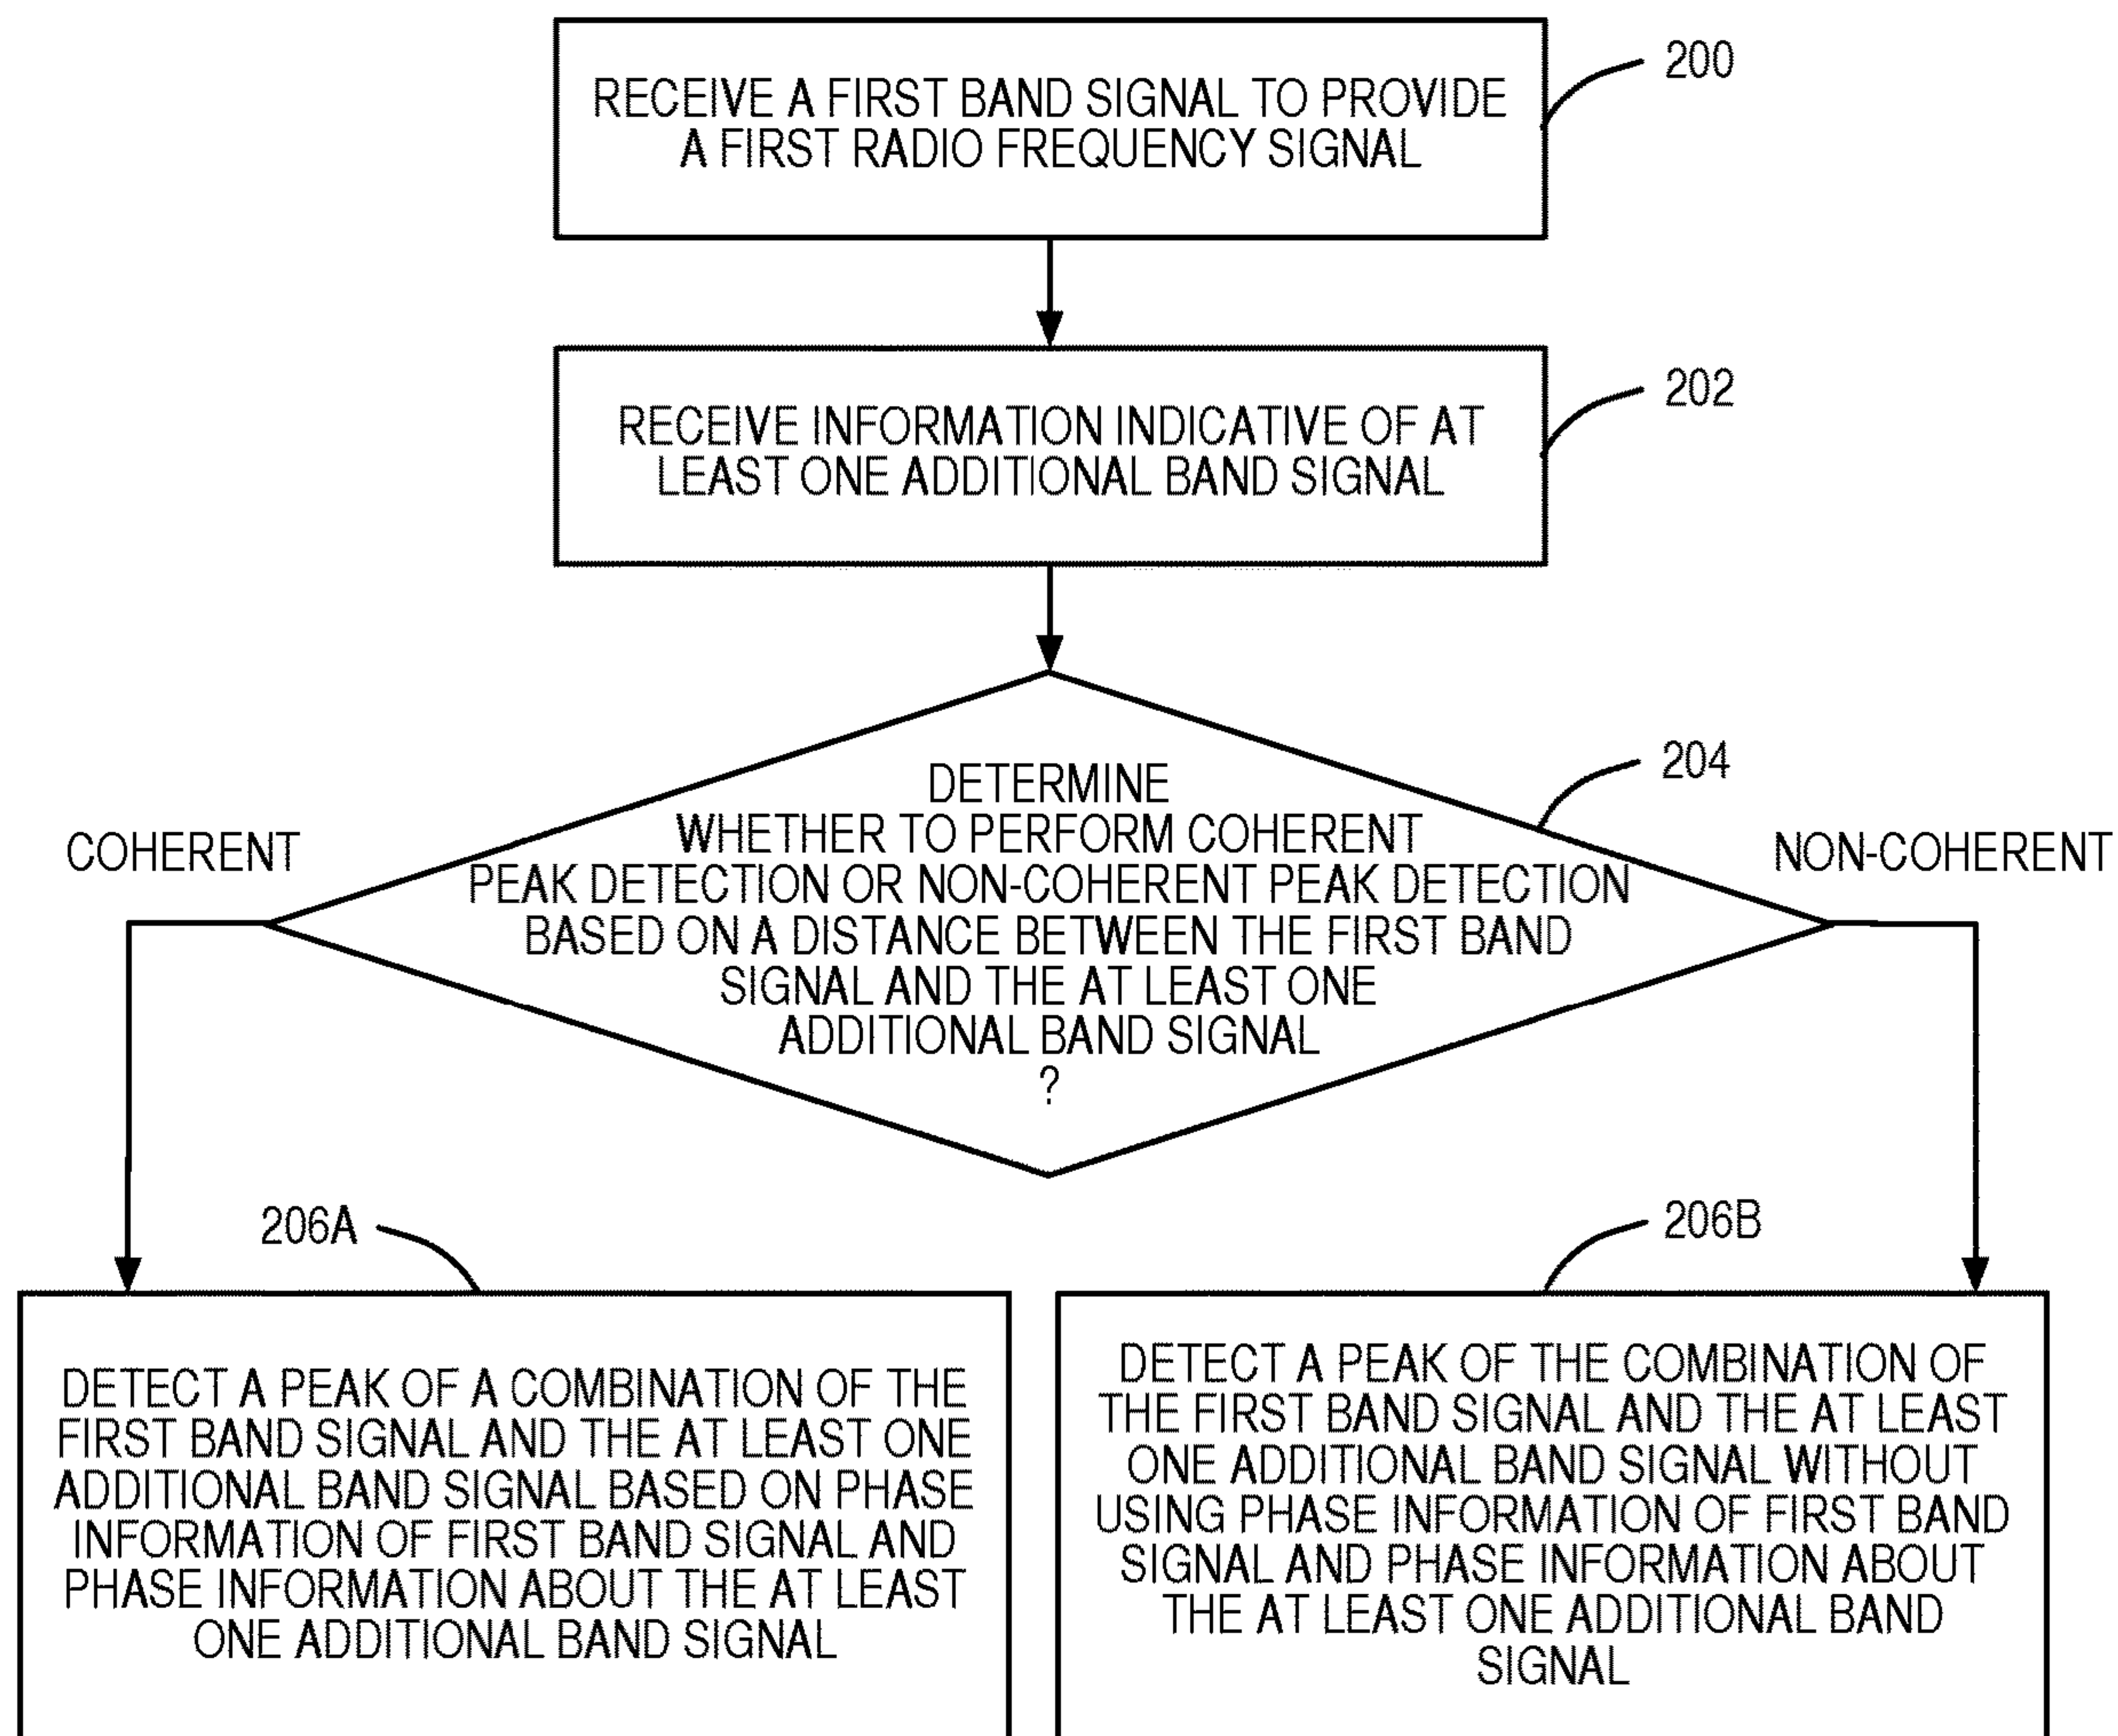 RECEIVE A FIRST BAND SIGNAL TO PROVIDE
A FIRST RADIO FREQUENCY SIGNAL
200
RECEIVE INFORMATION INDICATIVE OF AT
LEAST ONE ADDITIONAL BAND SIGNAL
202
DETERMINE
WHETHER TO PERFORM COHERENT
PEAK DETECTION OR NON-COHERENT PEAK DETECTION
BASED ON A DISTANCE BETWEEN THE FIRST BAND
SIGNAL AND THE AT LEAST ONE
ADDITIONAL BAND SIGNAL
?
204
COHERENT
NON-COHERENT
206A
DETECT A PEAK OF A COMBINATION OF THE
FIRST BAND SIGNAL AND THE AT LEAST ONE
ADDITIONAL BAND SIGNAL BASED ON PHASE
INFORMATION OF FIRST BAND SIGNAL AND
PHASE INFORMATION ABOUT THE AT LEAST
ONE ADDITIONAL BAND SIGNAL
206B
DETECT A PEAK OF THE COMBINATION OF
THE FIRST BAND SIGNAL AND THE AT LEAST
ONE ADDITIONAL BAND SIGNAL WITHOUT
USING PHASE INFORMATION OF FIRST BAND
SIGNAL AND PHASE INFORMATION ABOUT
THE AT LEAST ONE ADDITIONAL BAND
SIGNAL